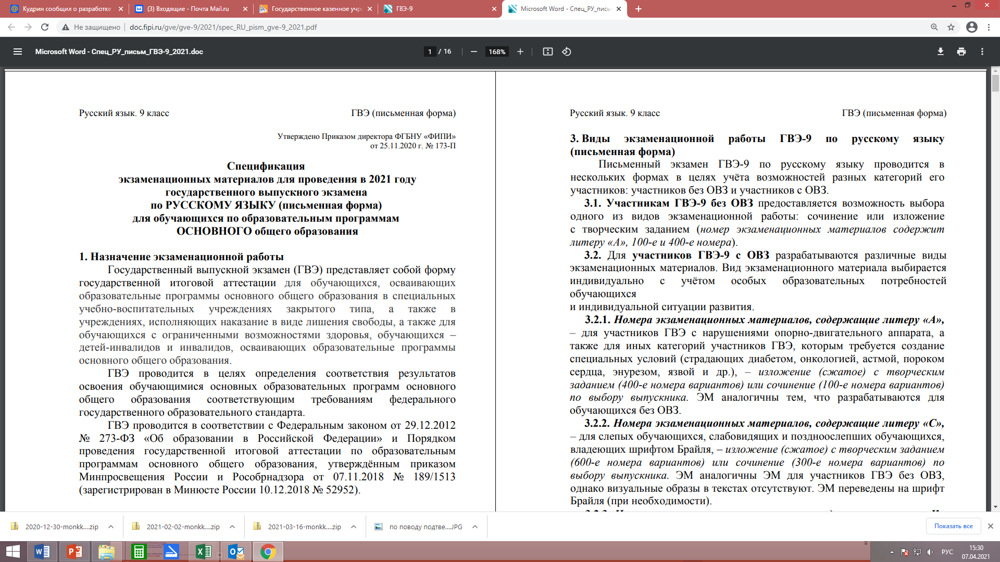 Кудрин сообщил о разработке
(3) Входящие - Почта Mail.ru
Государственное казенное учр
ГВЭ-9
Microsoft Word - Спец_РУ_письм
Не защищено
doc.fipi.ru/gve/gve-9/2021/spec_RU_pism_gve-9_2021.pdf
Microsoft Word - Спец_РУ_письм_ГВЭ-9_2021.doc
1 / 16
168%
Русский язык. 9 класс
ГВЭ (письменная форма)
Утверждено Приказом директора ФГБНУ «ФИПИ»
от 25.11.2020 г. № 173-П
Спецификация
экзаменационных материалов для проведения в 2021 году
государственного выпускного экзамена
по РУССКОМУ ЯЗЫКУ (письменная форма)
для обучающихся по образовательным программам
ОСНОВНОГО общего образования
1. Назначение экзаменационной работы
Государственный выпускной экзамен (ГВЭ) представляет собой форму
государственной итоговой аттестации для обучающихся, осваивающих
образовательные программы основного общего образования в специальных
учебно-воспитательных учреждениях закрытого типа, а также в
учреждениях, исполняющих наказание в виде лишения свободы, а также для
обучающихся с ограниченными возможностями здоровья, обучающихся –
детей-инвалидов и инвалидов, осваивающих образовательные программы
основного общего образования.
ГВЭ проводится в целях определения соответствия результатов
освоения обучающимися основных образовательных программ основного
общего образования соответствующим требованиям федерального
государственного образовательного стандарта.
ГВЭ проводится в соответствии с Федеральным законом от 29.12.2012
№ 273-ФЗ «Об образовании в Российской Федерации» и Порядком
проведения государственной итоговой аттестации по образовательным
программам основного общего образования, утверждённым приказом
Минпросвещения России и Рособрнадзора от 07.11.2018 № 189/1513
(зарегистрирован в Минюсте России 10.12.2018 № 52952).
Русский язык. 9 класс
ГВЭ (письменная форма)
3. Виды экзаменационной работы ГВЭ-9 по русскому языку
(письменная форма)
Письменный экзамен ГВЭ-9 по русскому языку проводится в
нескольких формах в целях учёта возможностей разных категорий его
участников: участников без ОВЗ и участников с ОВЗ.
3.1. Участникам ГВЭ-9 без ОВЗ предоставляется возможность выбора
одного из видов экзаменационной работы: сочинение или изложение
с творческим заданием (номер экзаменационных материалов содержит
литеру «А», 100-е и 400-е номера).
3.2. Для участников ГВЭ-9 с ОВЗ разрабатываются различные виды
экзаменационных материалов. Вид экзаменационного материала выбирается
индивидуально с учётом особых образовательных потребностей
обучающихся
и индивидуальной ситуации развития.
3.2.1. Номера экзаменационных материалов, содержащие литеру «А»,
– для участников ГВЭ с нарушениями опорно-двигательного аппарата, а
также для иных категорий участников ГВЭ, которым требуется создание
специальных условий (страдающих диабетом, онкологией, астмой, пороком
сердца, энурезом, язвой и др.), – изложение (сжатое) с творческим
заданием (400-е номера вариантов) или сочинение (100-е номера вариантов)
по выбору выпускника. ЭМ аналогичны тем, что разрабатываются для
обучающихся без ОВЗ.
3.2.2. Номера экзаменационных материалов, содержащие литеру «С»,
– для слепых обучающихся, слабовидящих и поздноослепших обучающихся,
владеющих шрифтом Брайля, – изложение (сжатое) с творческим заданием
(600-е номера вариантов) или сочинение (300-е номера вариантов) по
выбору выпускника. ЭМ аналогичны ЭМ для участников ГВЭ без ОВЗ,
однако визуальные образы в текстах отсутствуют. ЭМ переведены на шрифт
Брайля (при необходимости).
2020-12-30-monkk....zip
2021-02-02-monkk....zip
2021-03-16-monkk....zip
по поводу подтве....JPG
Показать все
РУС
15:30
07.04.2021